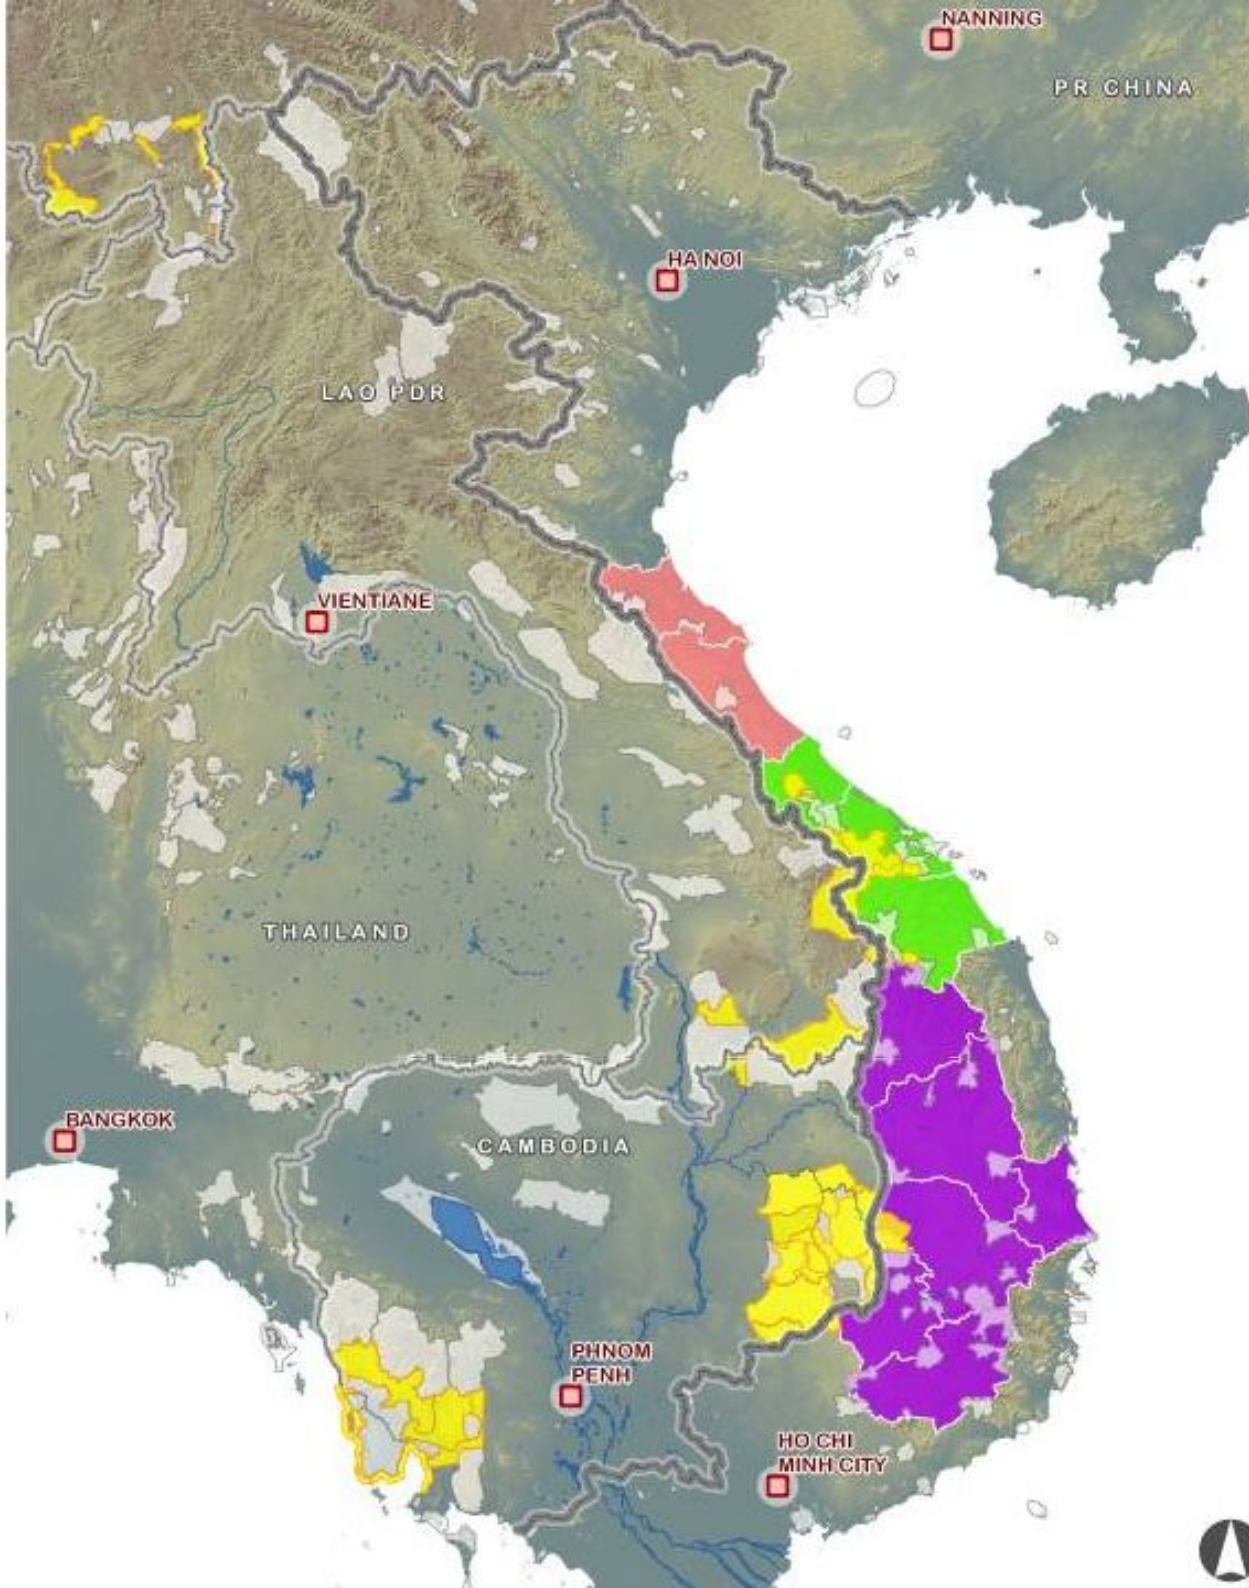 NANNING
PR CHINA
HA NOI
LAO PDR
VIENTIANE
THAILAND
BANGKOK
CAMBODIA
PHNOM
PENH
HO CHI
MINH CITY